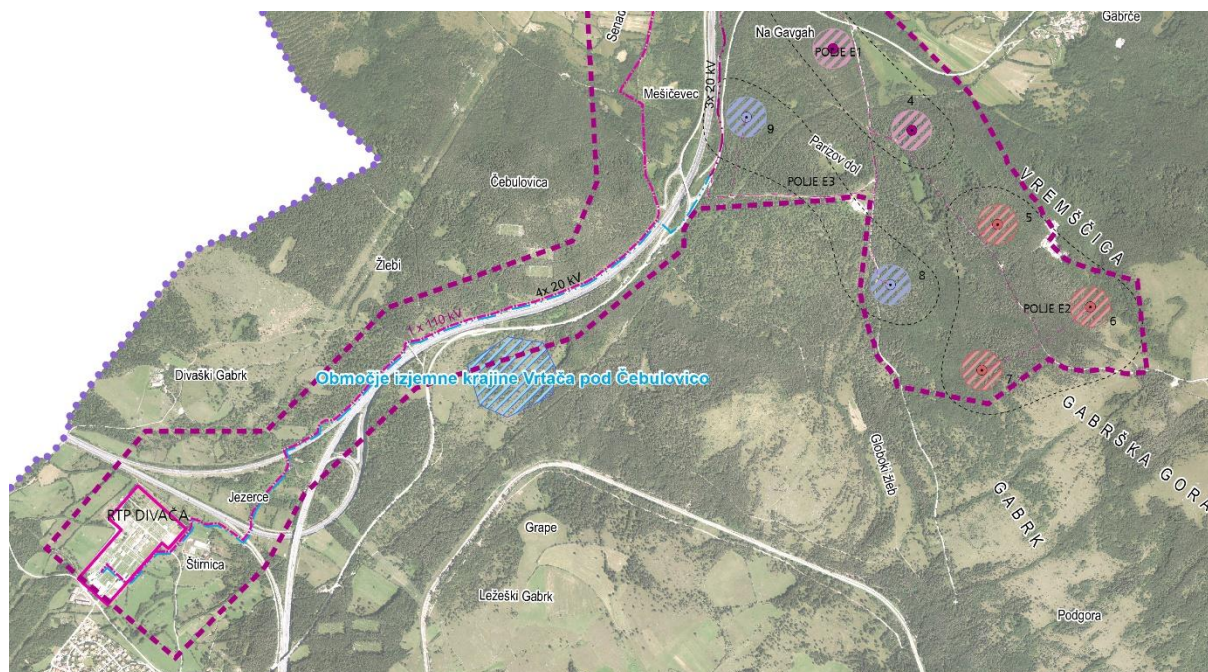 Senad
Na Gavgah
Gabrče
POLJE E1
3x 20 kV
Mešičevec
4
9
Parizov dol
Čebulovica
POLJE E3
VREMŠČICA
5
Žlebi
4x 20 kV
8
POLJE E2
6
1 x 110 kV
Divaški Gabrk
Območje izjemne krajine Vrtača pod Čebulovico
7
GABRŠKA GORA
Globoki žleb
Jezerce
GABRK
RTP DIVAČA
Grape
Štirnica
Ležeški Gabrk
Podgora